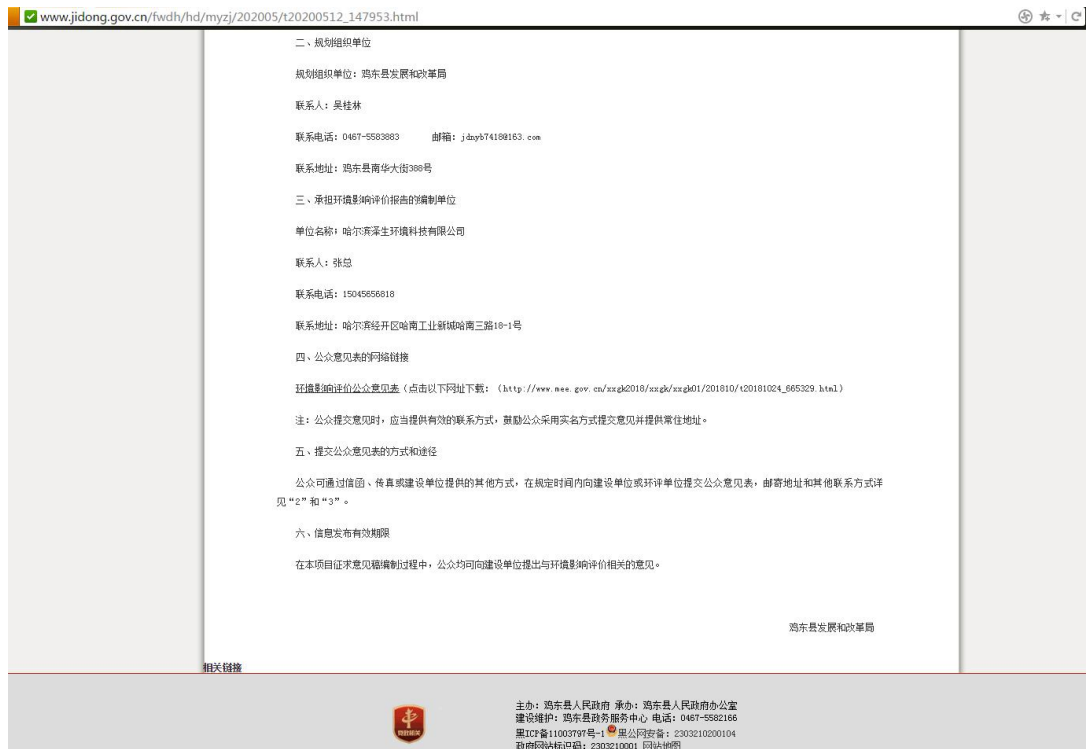 www.jidong.gov.cn/fwdh/hd/myzj/202005/t20200512_147953.html
二、规划组织单位
规划组织单位：鸡东县发展和改革局
联系人：吴桂林
联系电话：0467-5583883 邮箱：jdnyb7418@163.com
联系地址：鸡东县南华大街388号
三、承担环境影响评价报告的编制单位
单位名称：哈尔滨泽生环境科技有限公司
联系人：张总
联系电话：15045656818
联系地址：哈尔滨经开区哈南工业新城哈南三路10-1号
四、公众意见表的网络链接
环境影响评价公众意见表（点击以下网址下载：（http://www.mee.gov.cn/xxgk2018/xxgk/xxgk01/201810/t20181024_665329.html）
注：公众提交意见时，应当提供有效的联系方式，鼓励公众采用实名方式提交意见并提供常住地址。
五、提交公众意见表的方式和途径
公众可通过信函、传真或建设单位提供的其他方式，在规定时间内向建设单位或环评单位提交公众意见表，邮寄地址和其他联系方式详
见“2”和“3”。
六、信息发布有效期限
在本项目征求意见稿编制过程中，公众均可向建设单位提出与环境影响评价相关的意见。
鸡东县发展和改革局
相关链接
主办：鸡东县人民政府 承办：鸡东县人民政府办公室
建设维护：鸡东县政务服务中心 电话：0467-5582166
黑ICP备11003797号-1 黑公网安备：2303210200104
政府网站标识码：2303210001 网站地图
党政机关